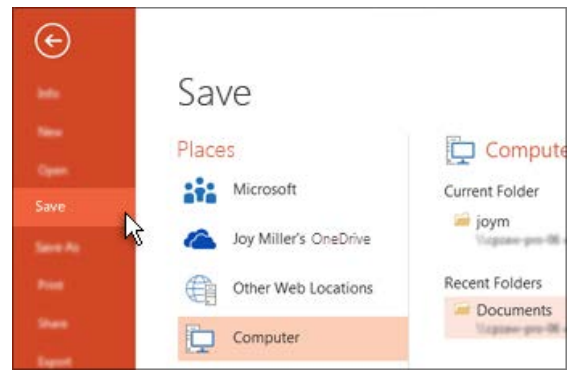 Info
New
Open
Save
Save As
Print
Share
Export
Save
Places
Microsoft
Joy Miller's OneDrive
Other Web Locations
Computer
Compute
Current Folder
joym
Recent Folders
Documents